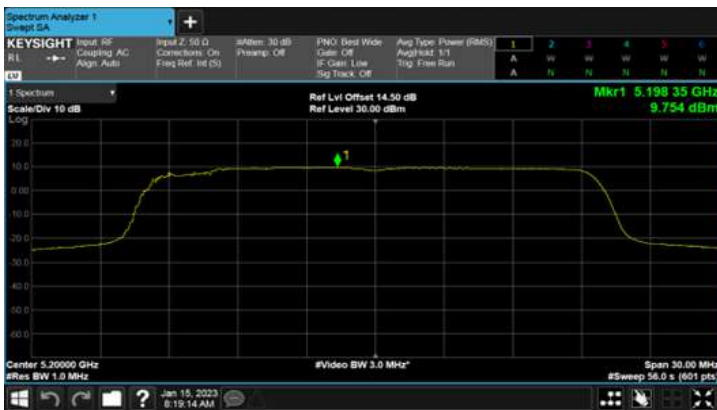 Spectrum Analyzer 1
Swept SA
+
KEYSIGHT Input: RF Input Z: 50 Ω #Atten: 30 dB PNO: Best Wide Avg Type: Power (RMS) 1 2 3 4 5 6
RL Coupling: AC Corrections: On Preamp: Off Gate: Off Avg|Hold: 1/1 A W W W W W
Align: Auto Freq Ref: Int (S) IF Gain: Low Trig: Free Run
LXI Sig Track: Off A N N N N N
1 Spectrum
Scale/Div 10 dB
Ref Lvl Offset 14.50 dB
Ref Level 30.00 dBm
Mkr1 5.198 35 GHz
9.754 dBm
Log
20.0
10.0
0.00
-10.0
-20.0
-30.0
-40.0
-50.0
-60.0
1
Center 5.20000 GHz
#Res BW 1.0 MHz
#Video BW 3.0 MHz*
Span 30.00 MHz
#Sweep 56.0 s (601 pts)
?
Jan 15, 2023
8:19:14 AM